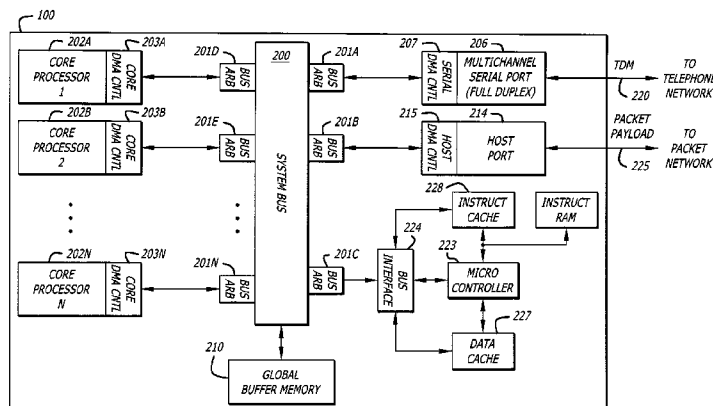 100
202A 203A
CORE PROCESSOR 1
CORE DMA CNTL
201D
BUS ARB
200
SYSTEM BUS
201A
BUS ARB
207 206
SERIAL DMA CNTL
MULTICHANNEL SERIAL PORT (FULL DUPLEX)
TDM
220
TO TELEPHONE NETWORK
202B 203B
CORE PROCESSOR 2
CORE DMA CNTL
201E
BUS ARB
201B
BUS ARB
215 214
HOST DMA CNTL
HOST PORT
PACKET PAYLOAD
225
TO PACKET NETWORK
228
INSTRUCT CACHE
INSTRUCT RAM
202N 203N
CORE PROCESSOR N
CORE DMA CNTL
201N
BUS ARB
201C
BUS ARB
224
BUS INTERFACE
223
MICRO CONTROLLER
227
DATA CACHE
210
GLOBAL BUFFER MEMORY